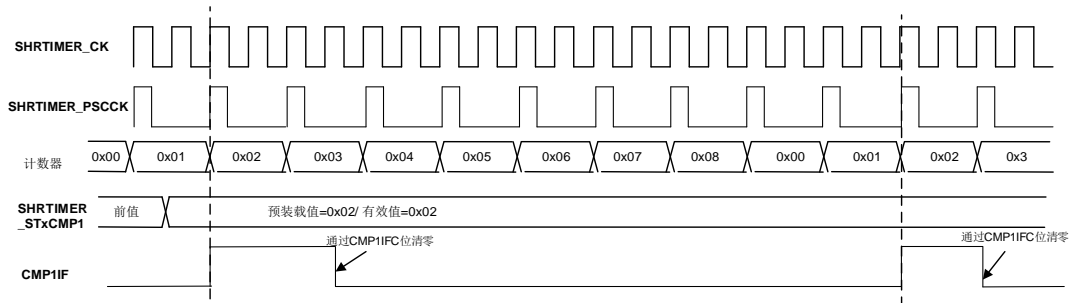 SHRTIMER_CK
SHRTIMER_PSCCK
计数器 0x00 0x01 0x02 0x03 0x04 0x05 0x06 0x07 0x08 0x00 0x01 0x02 0x3
SHRTIMER
_STxCMP1
前值 预装载值=0x02/ 有效值=0x02
通过CMP1IFC位清零 通过CMP1IFC位清零
CMP1IF